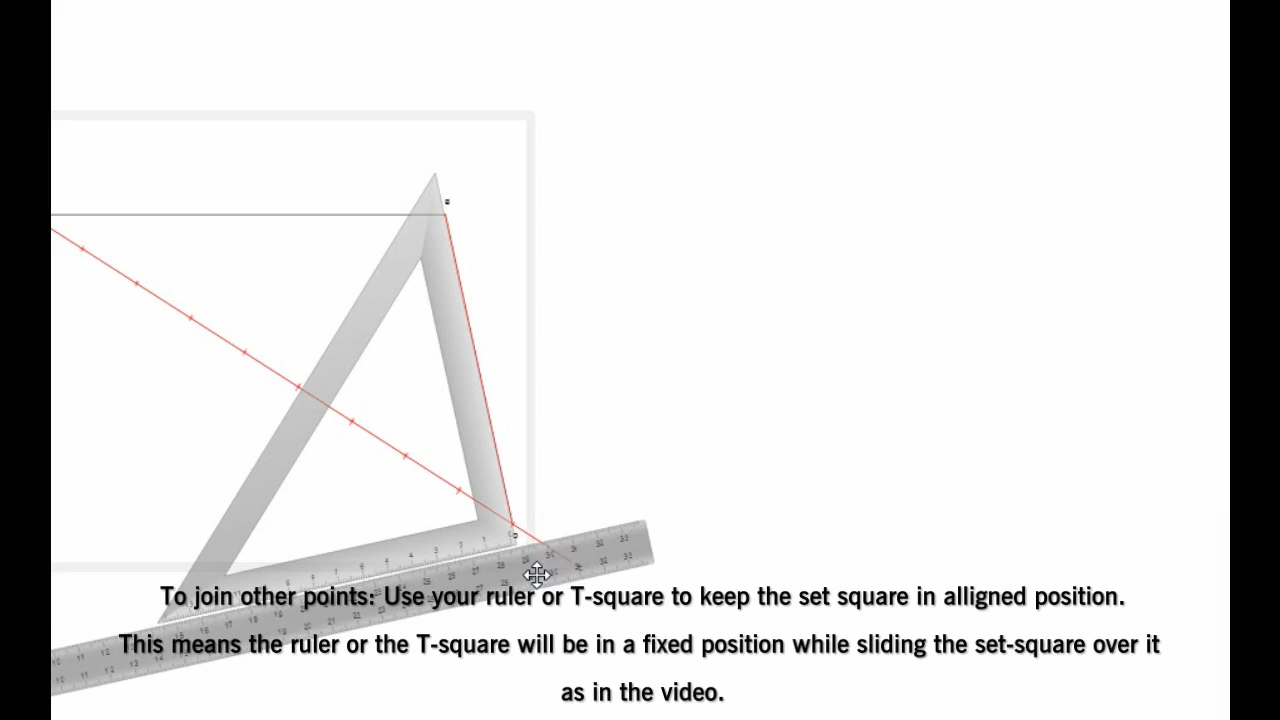 To join other points: Use your ruler or T-square to keep the set square in alligned position.
This means the ruler or the T-square will be in a fixed position while sliding the set-square over it
as in the video.